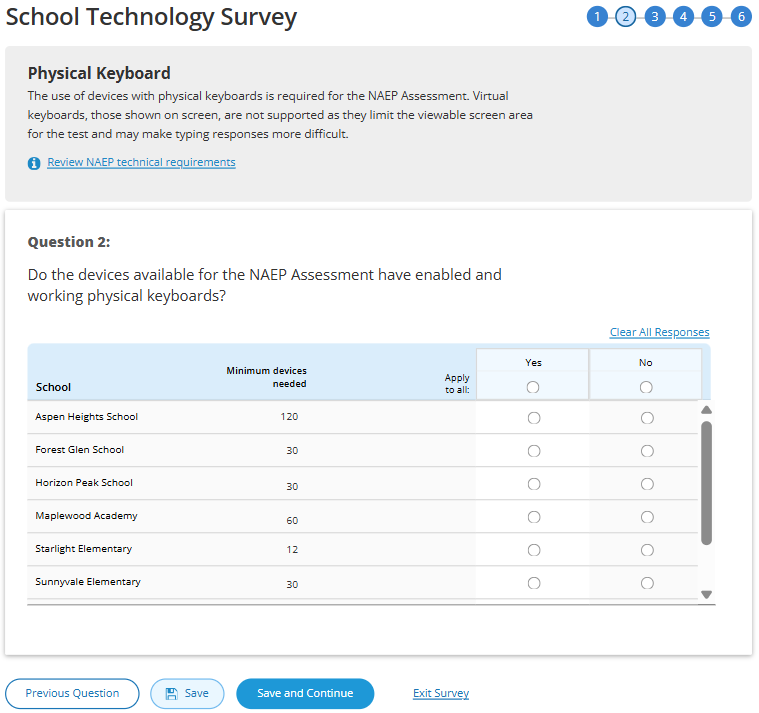 School Technology Survey
1 2 3 4 5 6
Physical Keyboard
The use of devices with physical keyboards is required for the NAEP Assessment. Virtual
keyboards, those shown on screen, are not supported as they limit the viewable screen area
for the test and may make typing responses more difficult.
Review NAEP technical requirements
Question 2:
Do the devices available for the NAEP Assessment have enabled and
working physical keyboards?
Clear All Responses
School
Minimum devices
needed
Apply
to all:
Yes
No
Aspen Heights School 120
Forest Glen School 30
Horizon Peak School 30
Maplewood Academy 60
Starlight Elementary 12
Sunnyvale Elementary 30
Previous Question Save Save and Continue Exit Survey